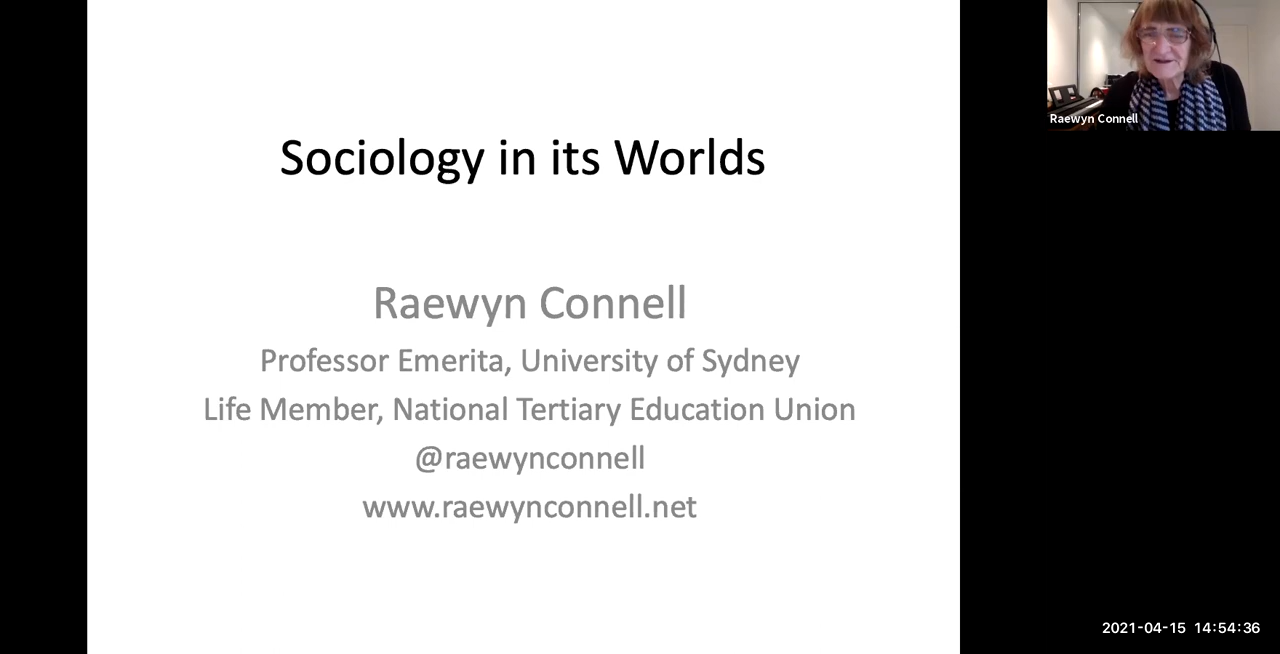 Sociology in its Worlds
Raewyn Connell
Professor Emerita, University of Sydney
Life Member, National Tertiary Education Union
@raewynconnell
www.raewynconnell.net
Raewyn Connell
2021-04-15 14:54:36